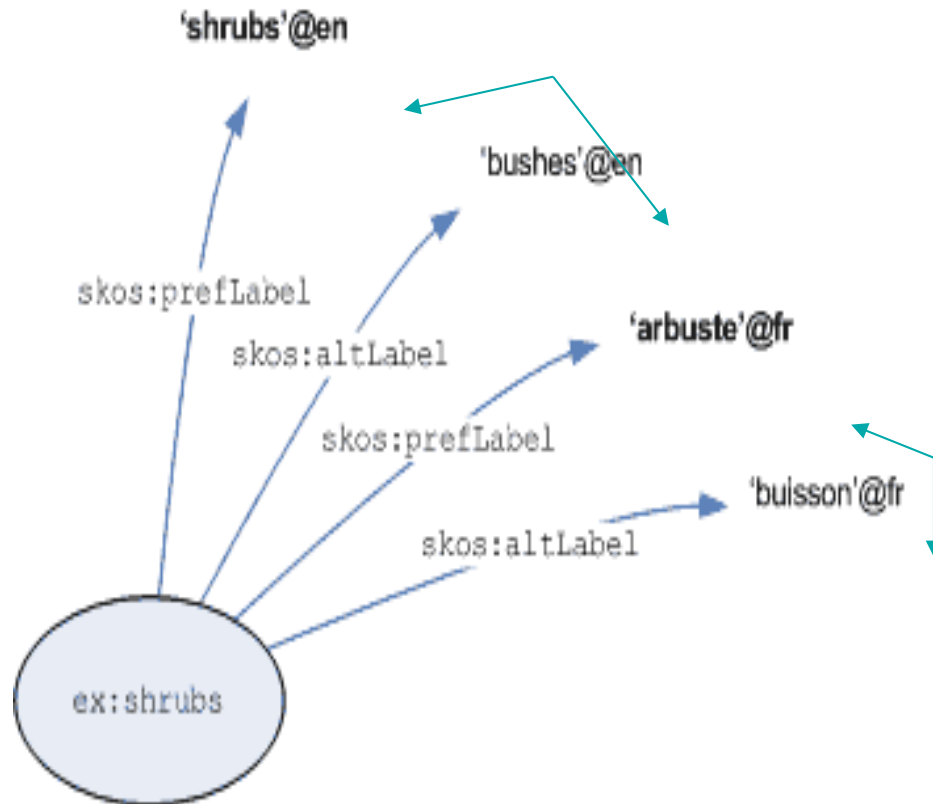 ‘shrubs’@en
‘bushes’@en
skos:prefLabel
‘arbuste’@fr
skos:altLabel
skos:prefLabel
‘buisson’@fr
skos:altLabel
ex:shrubs